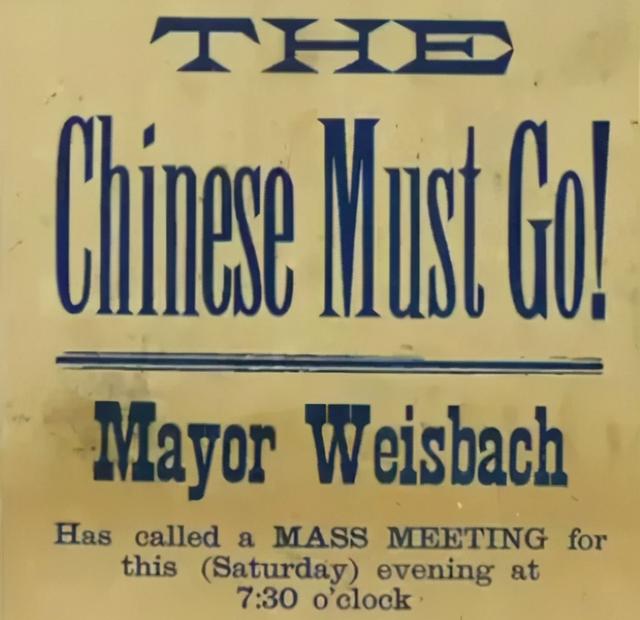 THE
Chinese Must Go!
Mayor Weisbach
Has called a MASS MEETING for
this (Saturday) evening at
7:30 o'clock